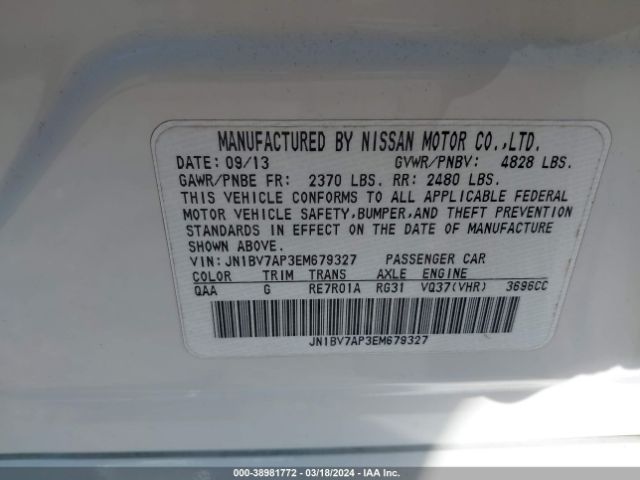 MANUFACTURED BY NISSAN MOTOR CO.,LTD.
DATE: 09/13 GVWR/PNBV: 4828 LBS.
GAWR/PNBE FR: 2370 LBS. RR: 2480 LBS.
THIS VEHICLE CONFORMS TO ALL APPLICABLE FEDERAL
MOTOR VEHICLE SAFETY,BUMPER,AND THEFT PREVENTION
STANDARDS IN EFFECT ON THE DATE OF MANUFACTURE
SHOWN ABOVE.
VIN: JN1BV7AP3EM679327 PASSENGER CAR
COLOR TRIM TRANS AXLE ENGINE
QAA G RE7R01A RG31 VQ37(VHR) 3696CC
JN1BV7AP3EM679327
000-38981772 - 03/18/2024 - IAA Inc.